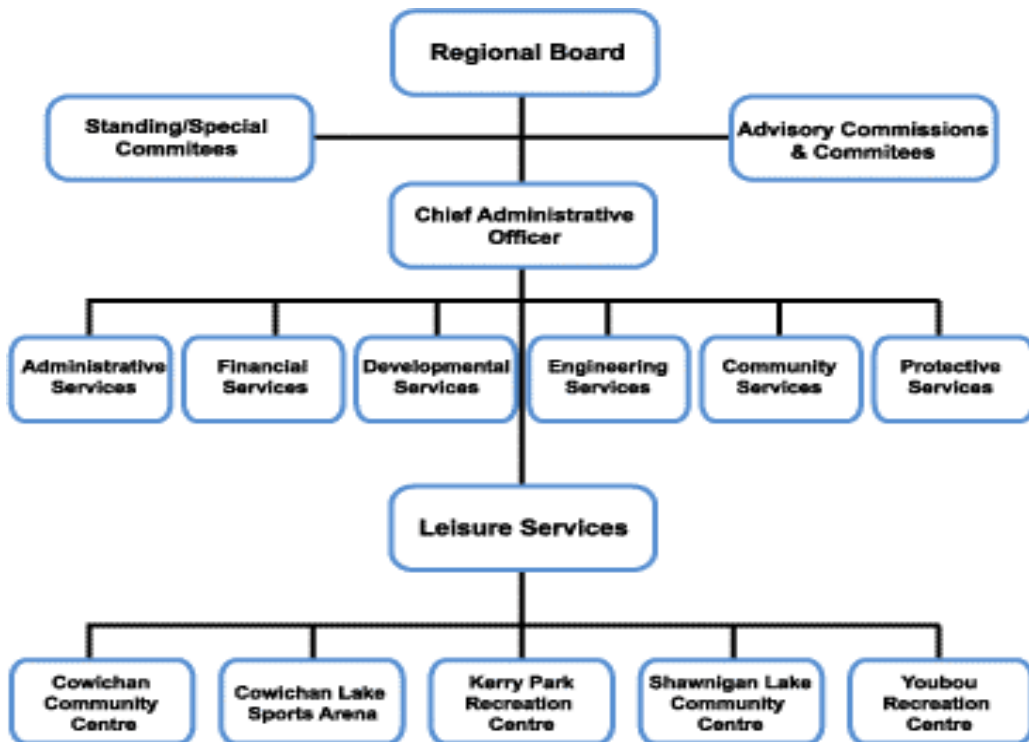 Regional Board
Standing/Special
Commitees
Advisory Commissions
& Commitees
Chief Administrative
Officer
Administrative
Services
Financial
Services
Developmental
Services
Engineering
Services
Community
Services
Protective
Services
Leisure Services
Cowichan
Community
Centre
Cowichan Lake
Sports Arena
Kerry Park
Recreation
Centre
Shawnigan Lake
Community
Centre
Youbou
Recreation
Centre